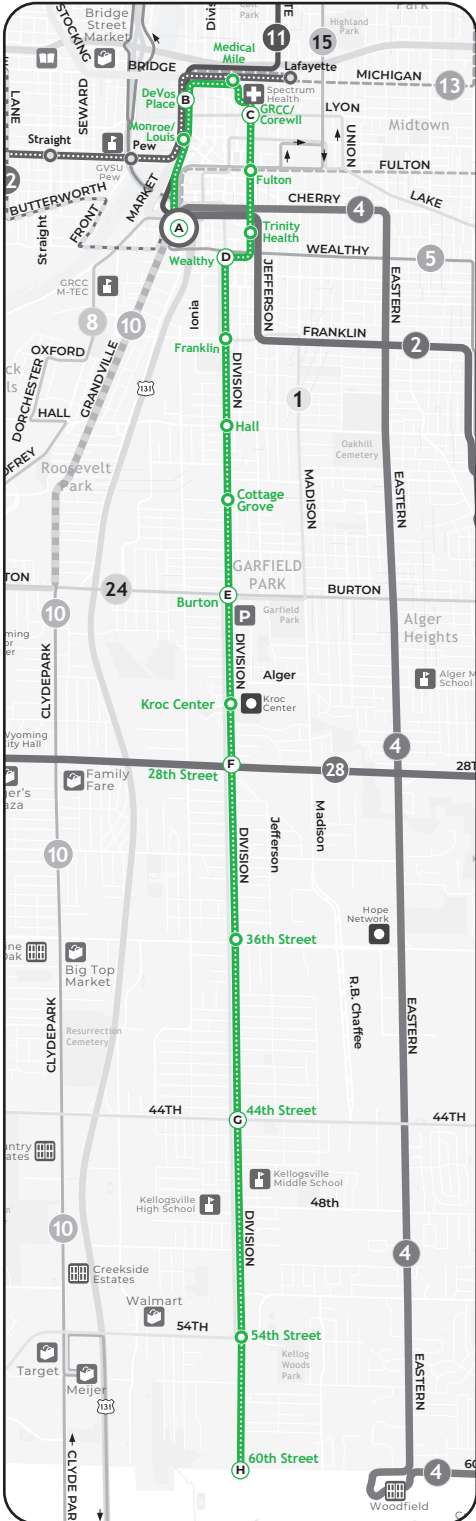 STOCKING
Bridge
Street
Market
Park
Highland
Park
Park
11
15
Medical
Mile
Lafayette
BRIDGE
MICHIGAN
13
LANE
SEWARD
DeVos
Place
B
Spectrum
Health
C
GRCC/
Corewell
LYON
UNION
Midtown
Monroe/
Louis
Straight
Pew
GVSU
Pew
2
Fulton
FULTON
BUTTERWORTH
MARKET
CHERRY
4
LAKE
FRONT
Straight
A
Trinity
Health
Wealthy
D
WEALTHY
5
JEFFERSON
EASTERN
GRCC
M-TEC
8
10
Ionia
Franklin
FRANKLIN
2
OXFORD
DORCHESTER
GRANDVILLE
131
DIVISION
1
HALL
Hall
Oakhill
Cemetery
Roosevelt
Park
Cottage
Grove
MADISON
EASTERN
GARFIELD
PARK
24
Burton
E
BURTON
10
P
Garfield
Park
Alger
Heights
CLYDEPARK
DIVISION
Alger
Kroc Center
Kroc
Center
4
28th Street
F
28
Family
Fare
DIVISION
Jefferson
Madison
10
Hope
Network
36th Street
Big Top
Market
R.B. Chaffee
CLYDEPARK
EASTERN
Resurrection
Cemetery
44TH
44th Street
G
44TH
Kellogsville
Middle School
Kellogsville
High School
48th
10
DIVISION
4
Creekside
Estates
Walmart
54TH
54th Street
Target
Meijer
Kellog
Woods
Park
EASTERN
131
60th Street
H
4
Woodfield